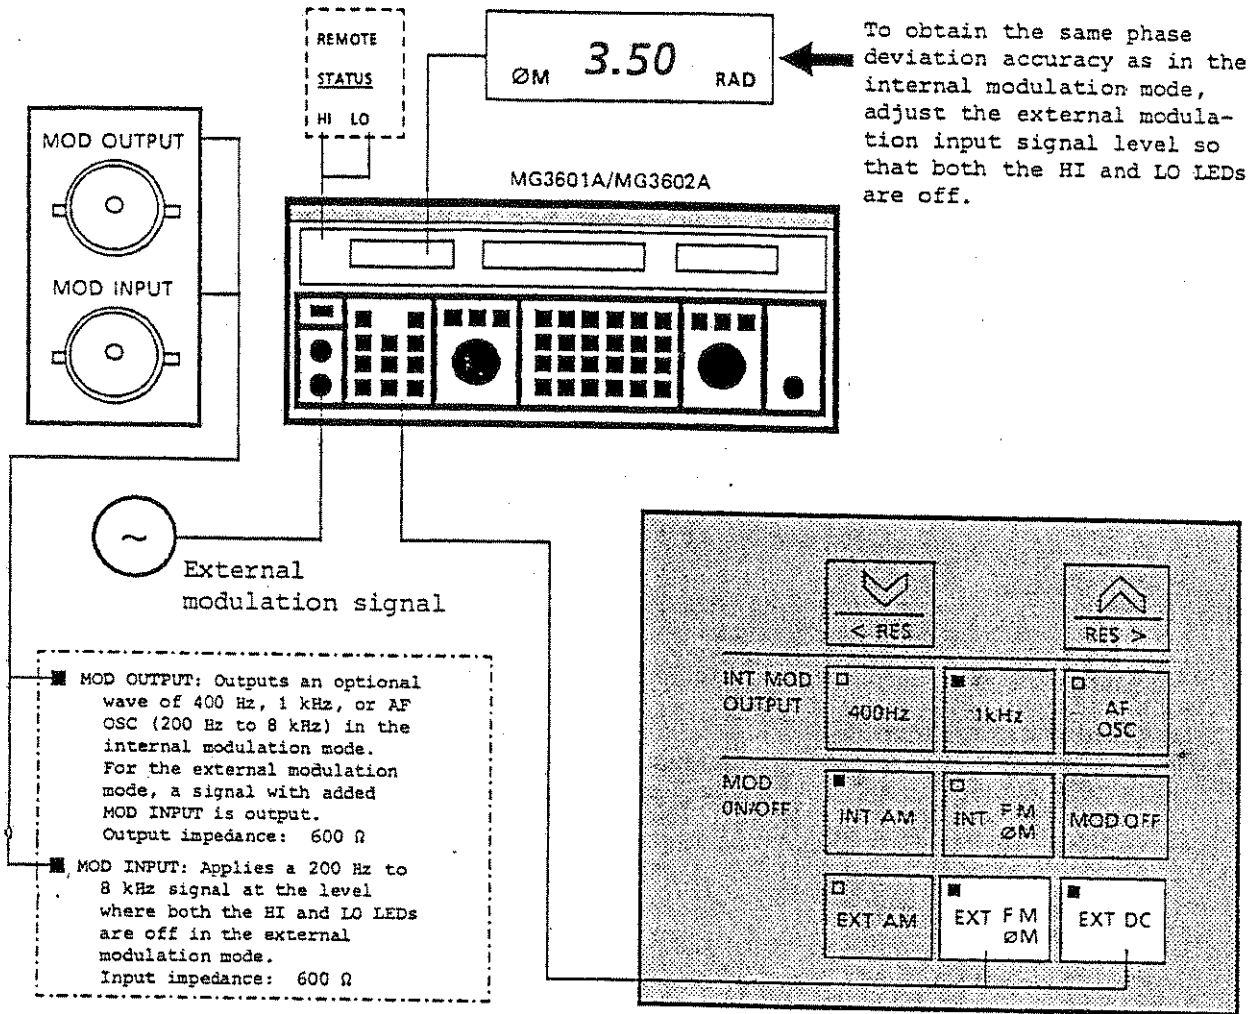 REMOTE
STATUS
HI LO
ØM 3.50 RAD
To obtain the same phase
deviation accuracy as in the
internal modulation mode,
adjust the external modula-
tion input signal level so
that both the HI and LO LEDs
are off.
MOD OUTPUT
MOD INPUT
MG3601A/MG3602A
~
External
modulation signal
MOD OUTPUT: Outputs an optional
wave of 400 Hz, 1 kHz, or AF
OSC (200 Hz to 8 kHz) in the
internal modulation mode.
For the external modulation
mode, a signal with added
MOD INPUT is output.
Output impedance: 600 Ω
MOD INPUT: Applies a 200 Hz to
8 kHz signal at the level
where both the HI and LO LEDs
are off in the external
modulation mode.
Input impedance: 600 Ω
< RES
RES >
INT MOD
OUTPUT
400Hz
1kHz
AF
OSC
MOD
ON/OFF
INT AM
INT FM
ØM
MOD OFF
EXT AM
EXT FM
ØM
EXT DC